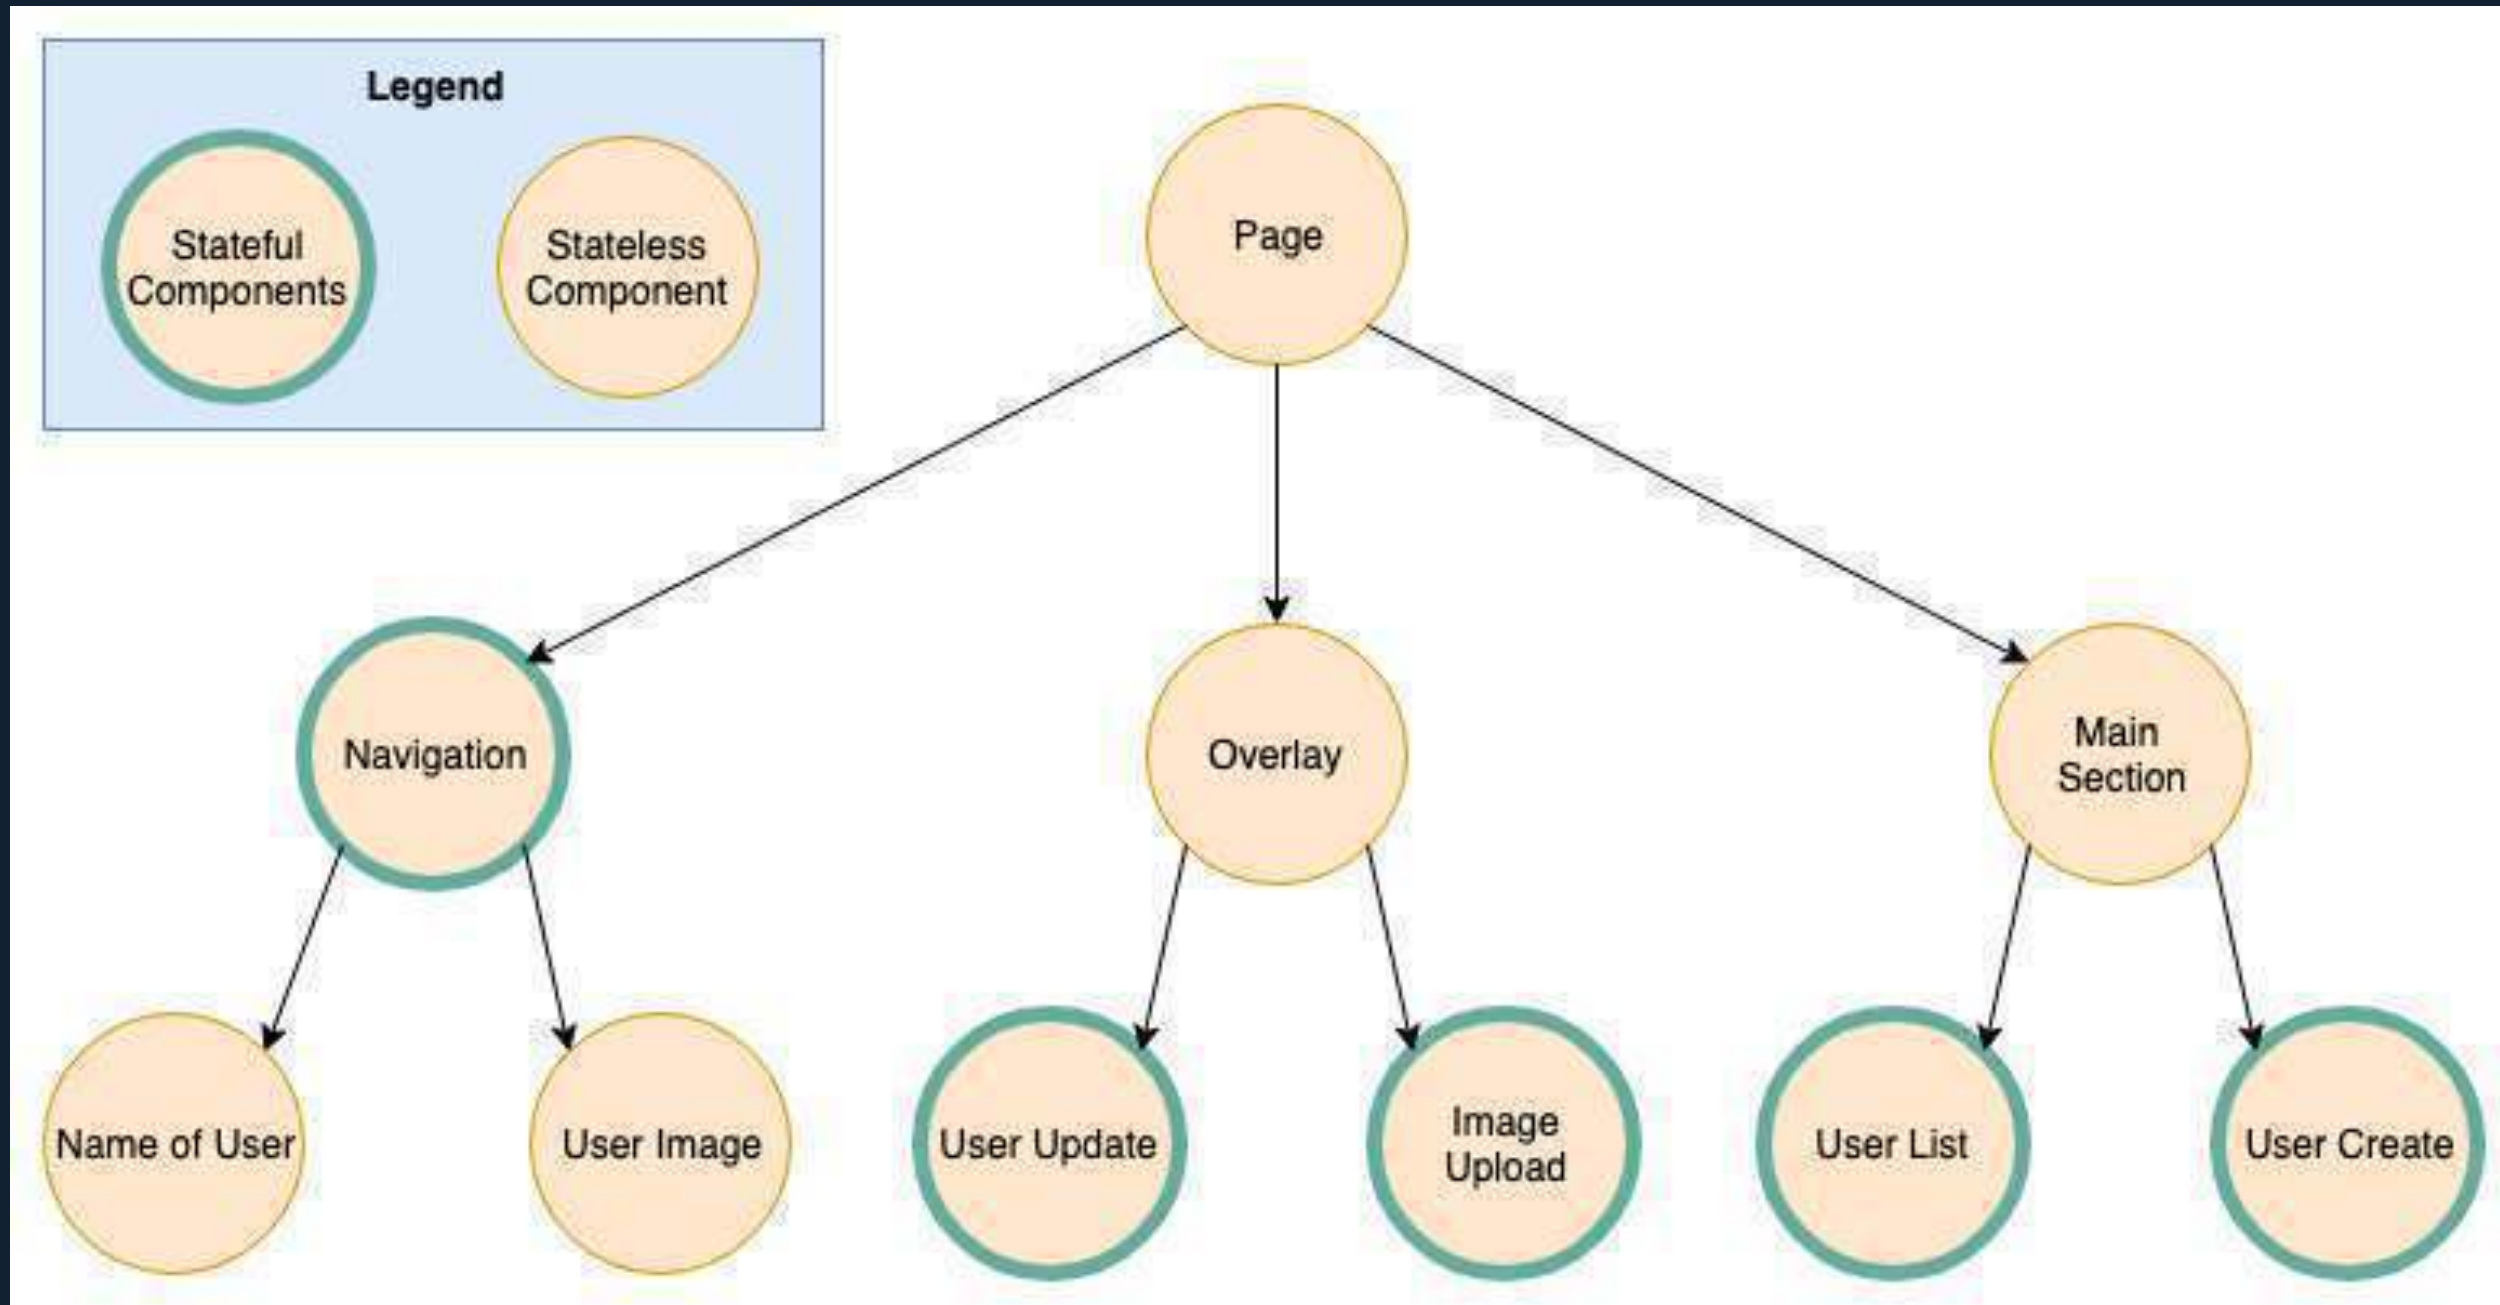 Legend
Stateful
Components
Stateless
Component
Page
Navigation
Overlay
Main
Section
Name of User
User Image
User Update
Image
Upload
User List
User Create